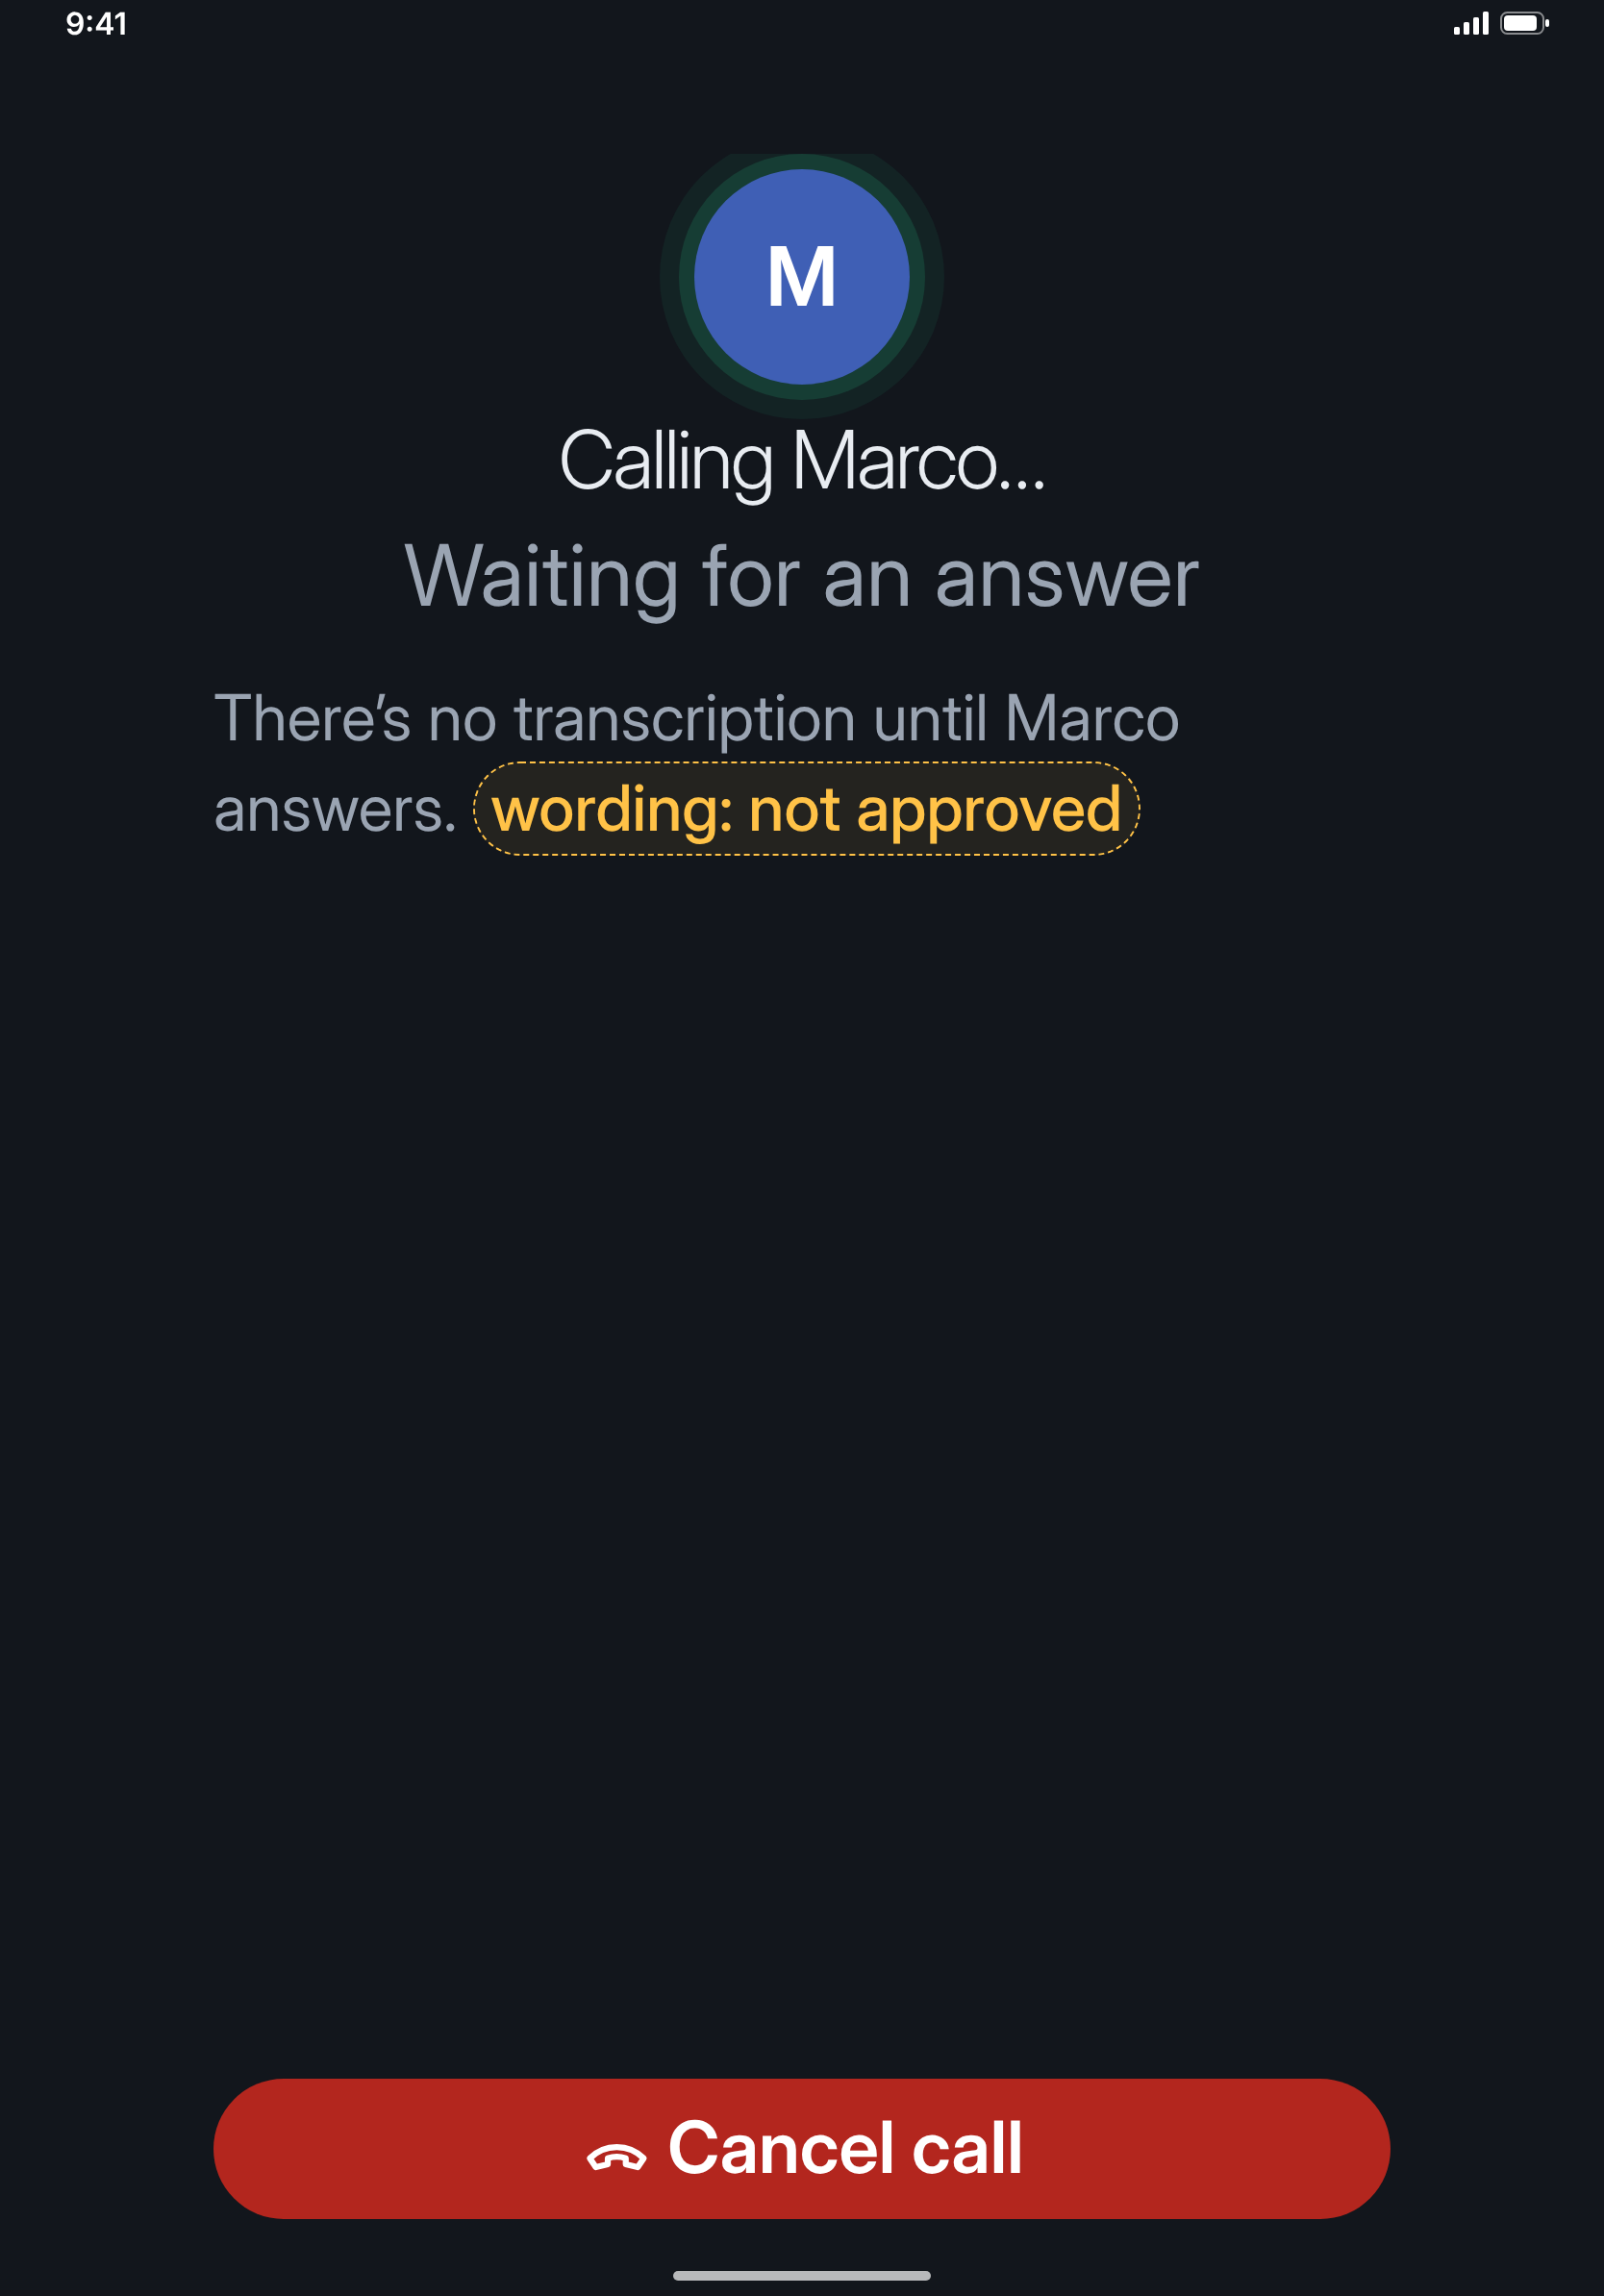 9:41
M
Calling Marco...
Waiting for an answer
There’s no transcription until Marco
answers. wording: not approved
Cancel call